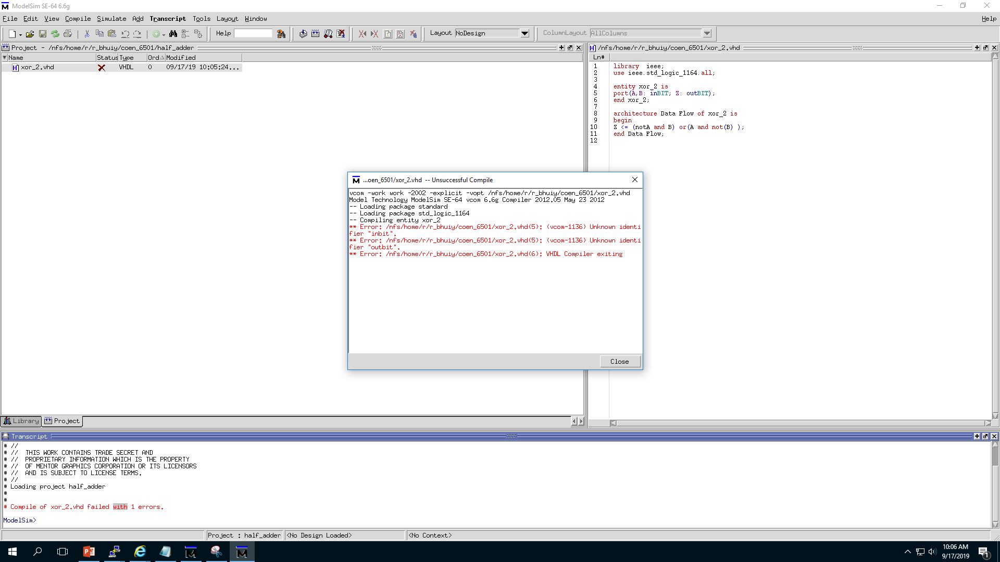 ModelSim SE-64 6.6g
File Edit View Compile Simulate Add Transcript Tools Layout Window Help
Help Layout NoDesign ColumnLayout AllColumns
Project - /nfs/home/r/r_bhuiy/coen_6501/half_adder
Name Status Type Ord Modified
xor_2.vhd VHDL 0 09/17/19 10:05:24...
/nfs/home/r/r_bhuiy/coen_6501/xor_2.vhd
Ln#
1 library  ieee;
2 use ieee.std_logic_1164.all;
3
4 entity xor_2 is
5 port(A,B: inBIT; Z: outBIT);
6 end xor_2;
7
8 architecture Data Flow of xor_2 is
9 begin
10 Z <= (notA and B) or(A and not(B) );
11 end Data Flow;
12
...oen_6501/xor_2.vhd -- Unsuccessful Compile
vcom -work work -2002 -explicit -vopt /nfs/home/r/r_bhuiy/coen_6501/xor_2.vhd
Model Technology ModelSim SE-64 vcom 6.6g Compiler 2012.05 May 23 2012
-- Loading package standard
-- Loading package std_logic_1164
-- Compiling entity xor_2
** Error: /nfs/home/r/r_bhuiy/coen_6501/xor_2.vhd(5): (vcom-1136) Unknown identi
fier "inbit".
** Error: /nfs/home/r/r_bhuiy/coen_6501/xor_2.vhd(5): (vcom-1136) Unknown identi
fier "outbit".
** Error: /nfs/home/r/r_bhuiy/coen_6501/xor_2.vhd(6): VHDL Compiler exiting
Close
Library Project
Transcript
# //
# //  THIS WORK CONTAINS TRADE SECRET AND
# //  PROPRIETARY INFORMATION WHICH IS THE PROPERTY
# //  OF MENTOR GRAPHICS CORPORATION OR ITS LICENSORS
# //  AND IS SUBJECT TO LICENSE TERMS.
# //
# Loading project half_adder
#
#
# Compile of xor_2.vhd failed with 1 errors.
ModelSim>
Project : half_adder <No Design Loaded> <No Context>
10:06 AM
9/17/2019
1